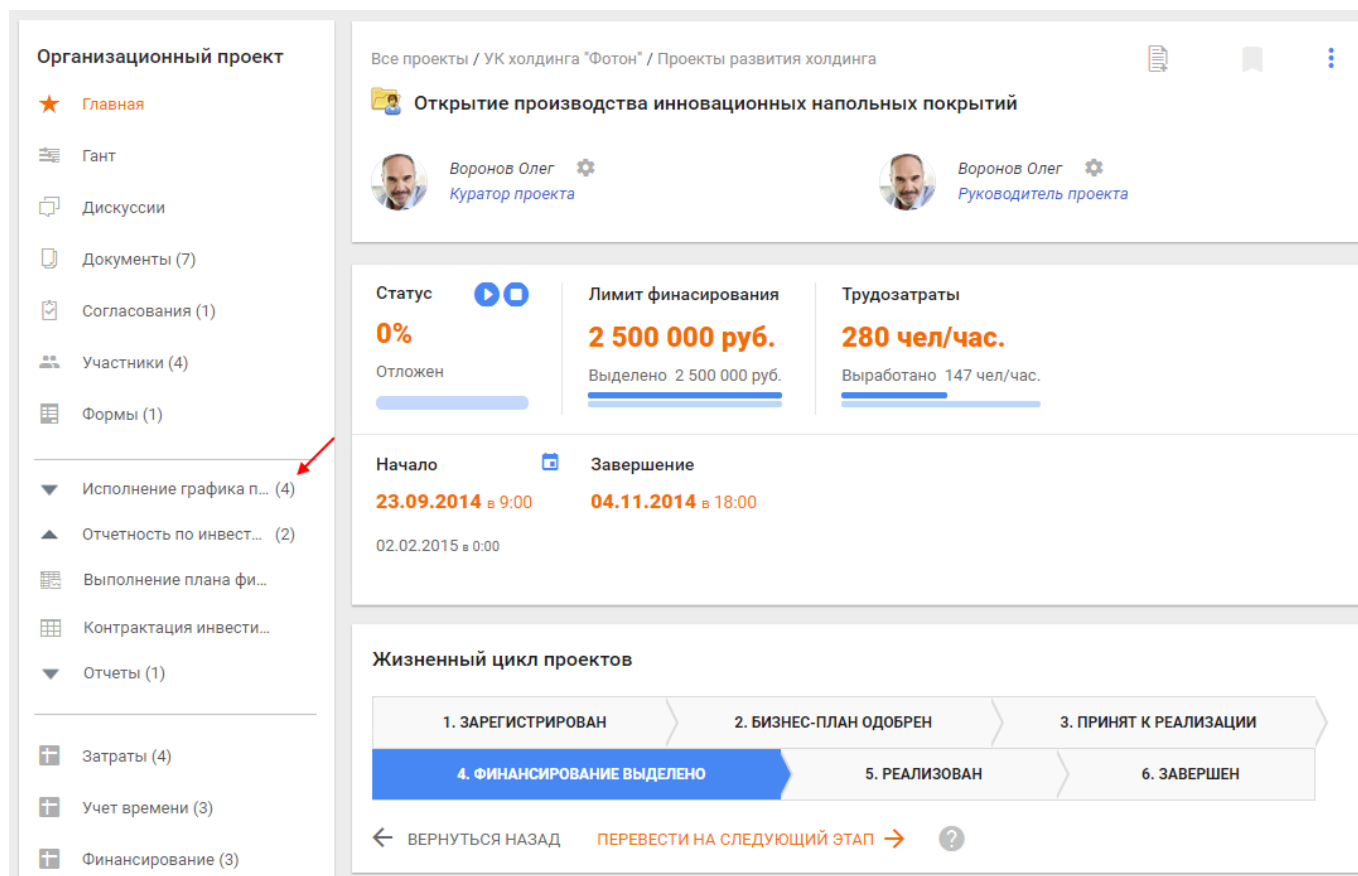 Организационный проект
Главная
Гант
Дискуссии
Документы (7)
Согласования (1)
Участники (4)
Формы (1)
Исполнение графика п... (4)
Отчетность по инвест... (2)
Выполнение плана фи...
Контрактация инвести...
Отчеты (1)
Затраты (4)
Учет времени (3)
Финансирование (3)
Все проекты / УК холдинга "Фотон" / Проекты развития холдинга
Открытие производства инновационных напольных покрытий
Воронов Олег Воронов Олег
Куратор проекта Руководитель проекта
Статус Лимит финасирования Трудозатраты
0% 2 500 000 руб. 280 чел/час.
Отложен Выделено 2 500 000 руб. Выработано 147 чел/час.
Начало Завершение
23.09.2014 в 9:00 04.11.2014 в 18:00
02.02.2015 в 0:00
Жизненный цикл проектов
1. ЗАРЕГИСТРИРОВАН 2. БИЗНЕС-ПЛАН ОДОБРЕН 3. ПРИНЯТ К РЕАЛИЗАЦИИ
4. ФИНАНСИРОВАНИЕ ВЫДЕЛЕНО 5. РЕАЛИЗОВАН 6. ЗАВЕРШЕН
ВЕРНУТЬСЯ НАЗАД ПЕРЕВЕСТИ НА СЛЕДУЮЩИЙ ЭТАП ?